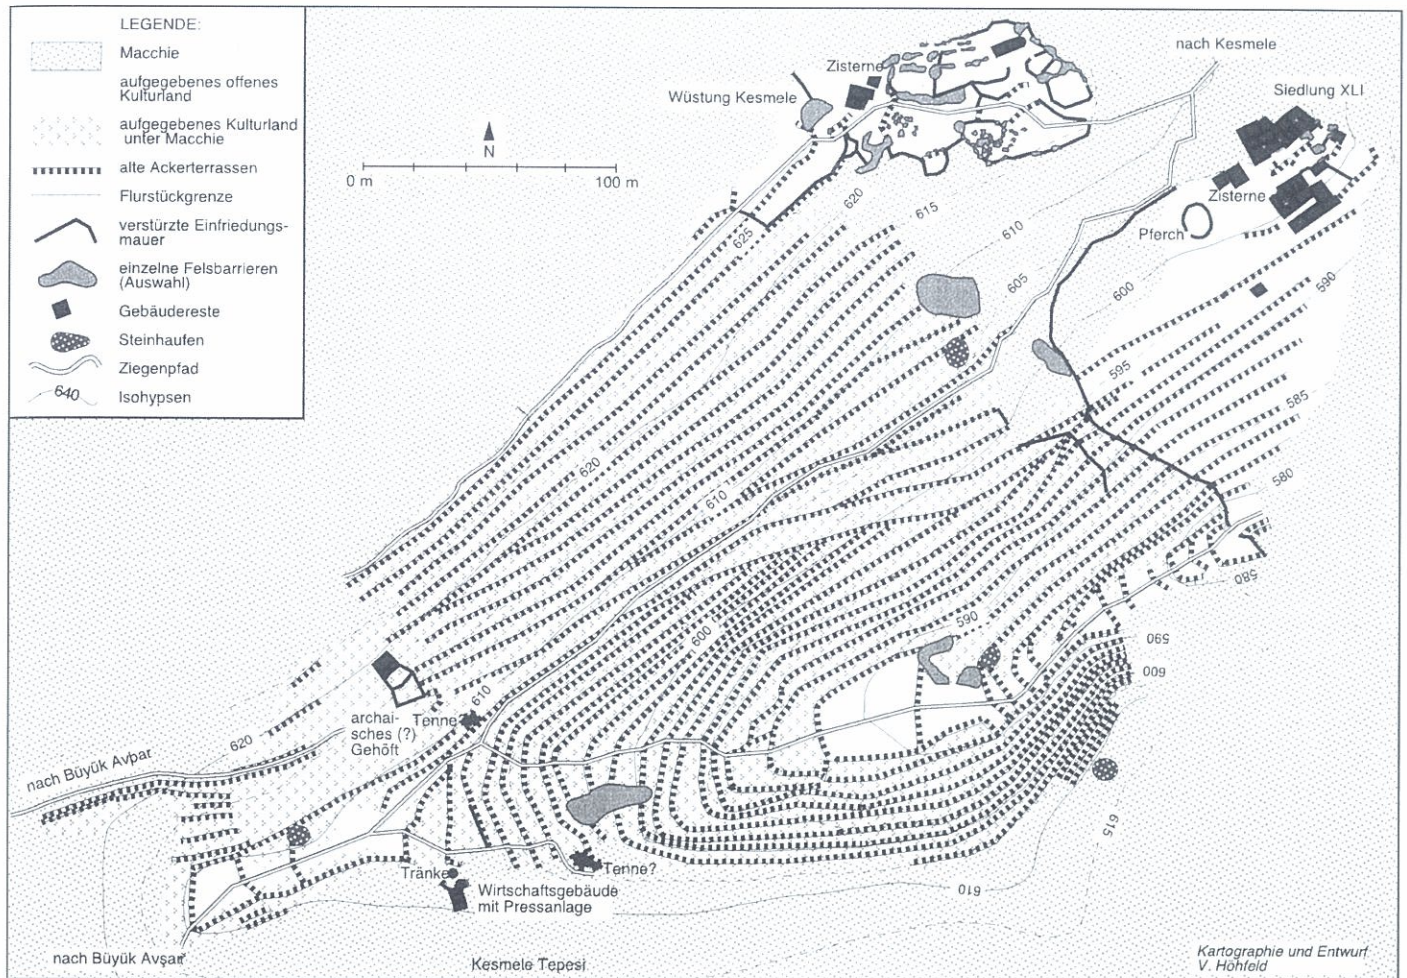 LEGENDE:
Macchie
aufgegebenes offenes
Kulturland
aufgegebenes Kulturland
unter Macchie
alte Ackerterrassen
Flurstückgrenze
verstürzte Einfriedungs-
mauer
einzelne Felsbarrieren
(Auswahl)
Gebäudereste
Steinhaufen
Ziegenpfad
640 Isohypsen
N
0 m 100 m
Zisterne
Wüstung Kesmele
nach Kesmele
Siedlung XLI
Zisterne
Pferch
620
615
610
625
605
600
590
595
585
580
620
610
580
600
590
590
600
610
archai-
sches (?)
Gehöft
Tenne?
620
nach Büyük Avşar
615
Tränke
Tenne?
Wirtschaftsgebäude
mit Pressanlage
610
nach Büyük Avşar
Kesmele Tepesi
Kartographie und Entwurf
V. Höhfeld